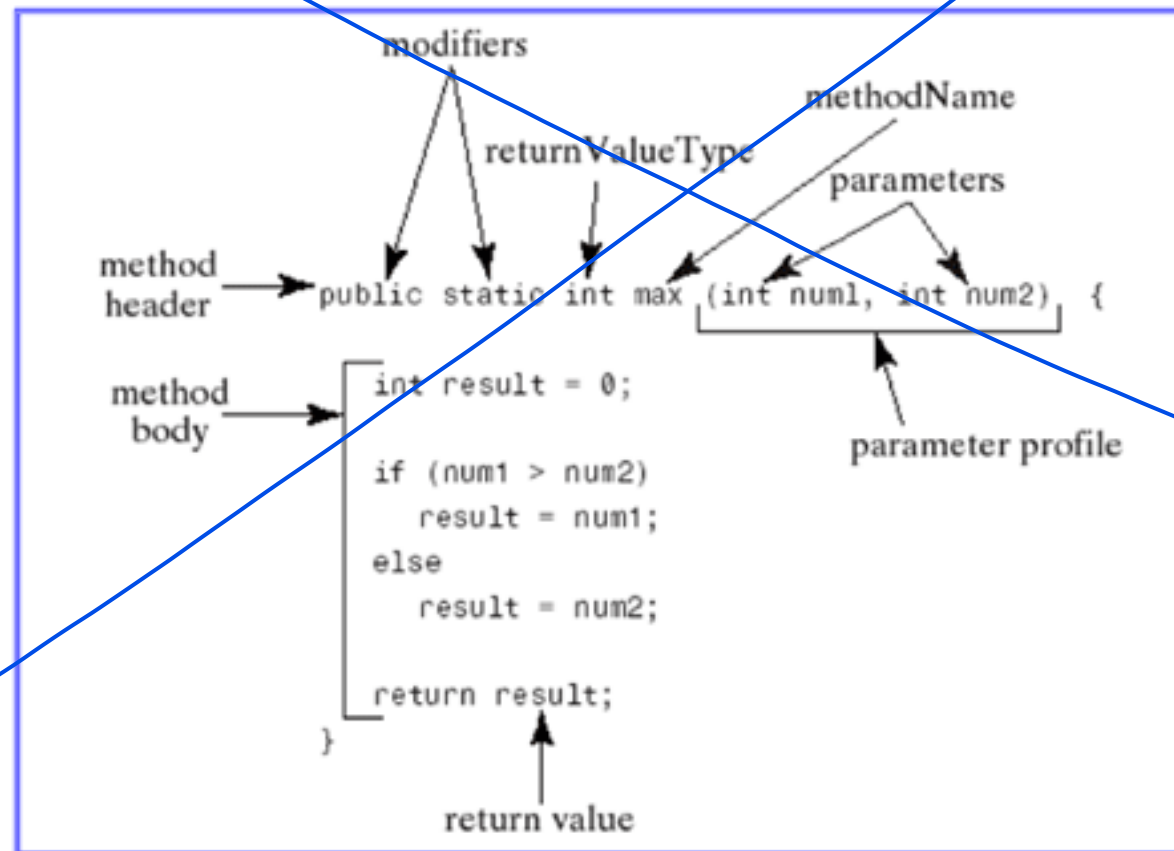 modifiers
methodName
returnValueType
parameters
method
header
public static int max (int num1, int num2) {
method
body
int result = 0;
parameter profile
if (num1 > num2)
result = num1;
else
result = num2;
return result;
}
return value